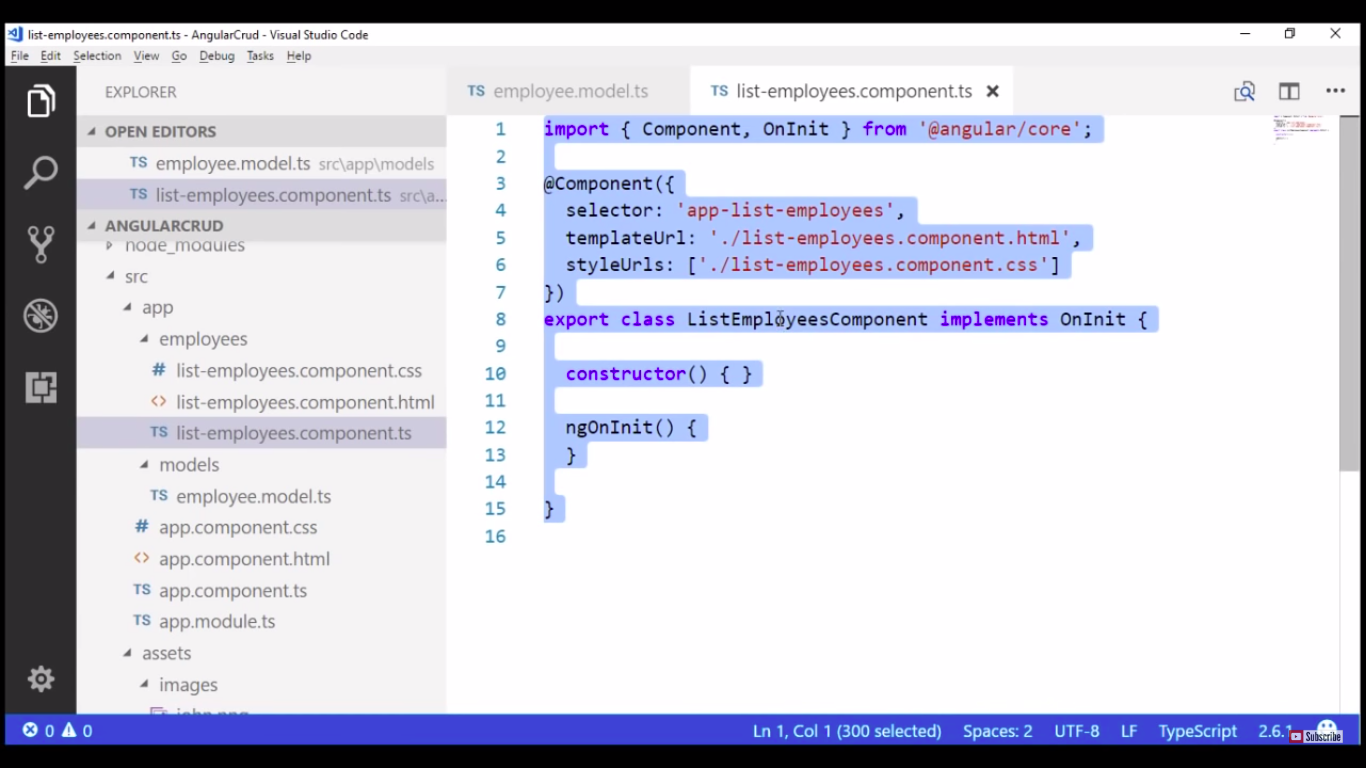 list-employees.component.ts - AngularCrud - Visual Studio Code
File Edit Selection View Go Debug Tasks Help
EXPLORER
OPEN EDITORS
TS employee.model.ts src\app\models
TS list-employees.component.ts src\a...
ANGULARCRUD
node_modules
src
app
employees
# list-employees.component.css
<> list-employees.component.html
TS list-employees.component.ts
models
TS employee.model.ts
# app.component.css
<> app.component.html
TS app.component.ts
TS app.module.ts
assets
images
TS employee.model.ts
TS list-employees.component.ts
1 import { Component, OnInit } from '@angular/core';
2
3 @Component({
4 selector: 'app-list-employees',
5 templateUrl: './list-employees.component.html',
6 styleUrls: ['./list-employees.component.css']
7 })
8 export class ListEmployeesComponent implements OnInit {
9
10 constructor() { }
11
12 ngOnInit() {
13 }
14
15 }
16
0 0
Ln 1, Col 1 (300 selected) Spaces: 2 UTF-8 LF TypeScript 2.6.1
Subscribe